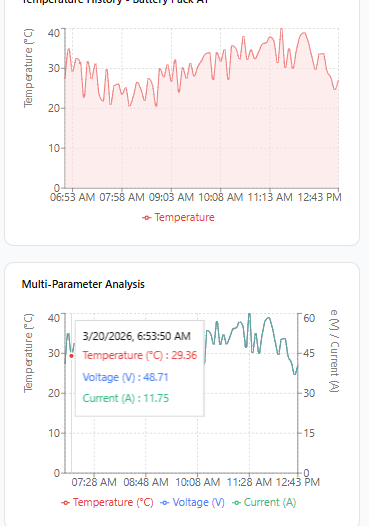 Temperature History - Battery Pack A1
Temperature (°C)
40
30
20
10
0
06:53 AM 07:58 AM 09:03 AM 10:08 AM 11:13 AM 12:43 PM
Temperature
Multi-Parameter Analysis
Temperature (°C)
40
30
20
10
0
3/20/2026, 6:53:50 AM
Temperature (°C) : 29.36
Voltage (V) : 48.71
Current (A) : 11.75
60
45
30
15
0
e (V) / Current (A)
07:28 AM 08:48 AM 10:08 AM 11:28 AM 12:43 PM
Temperature (°C) Voltage (V) Current (A)